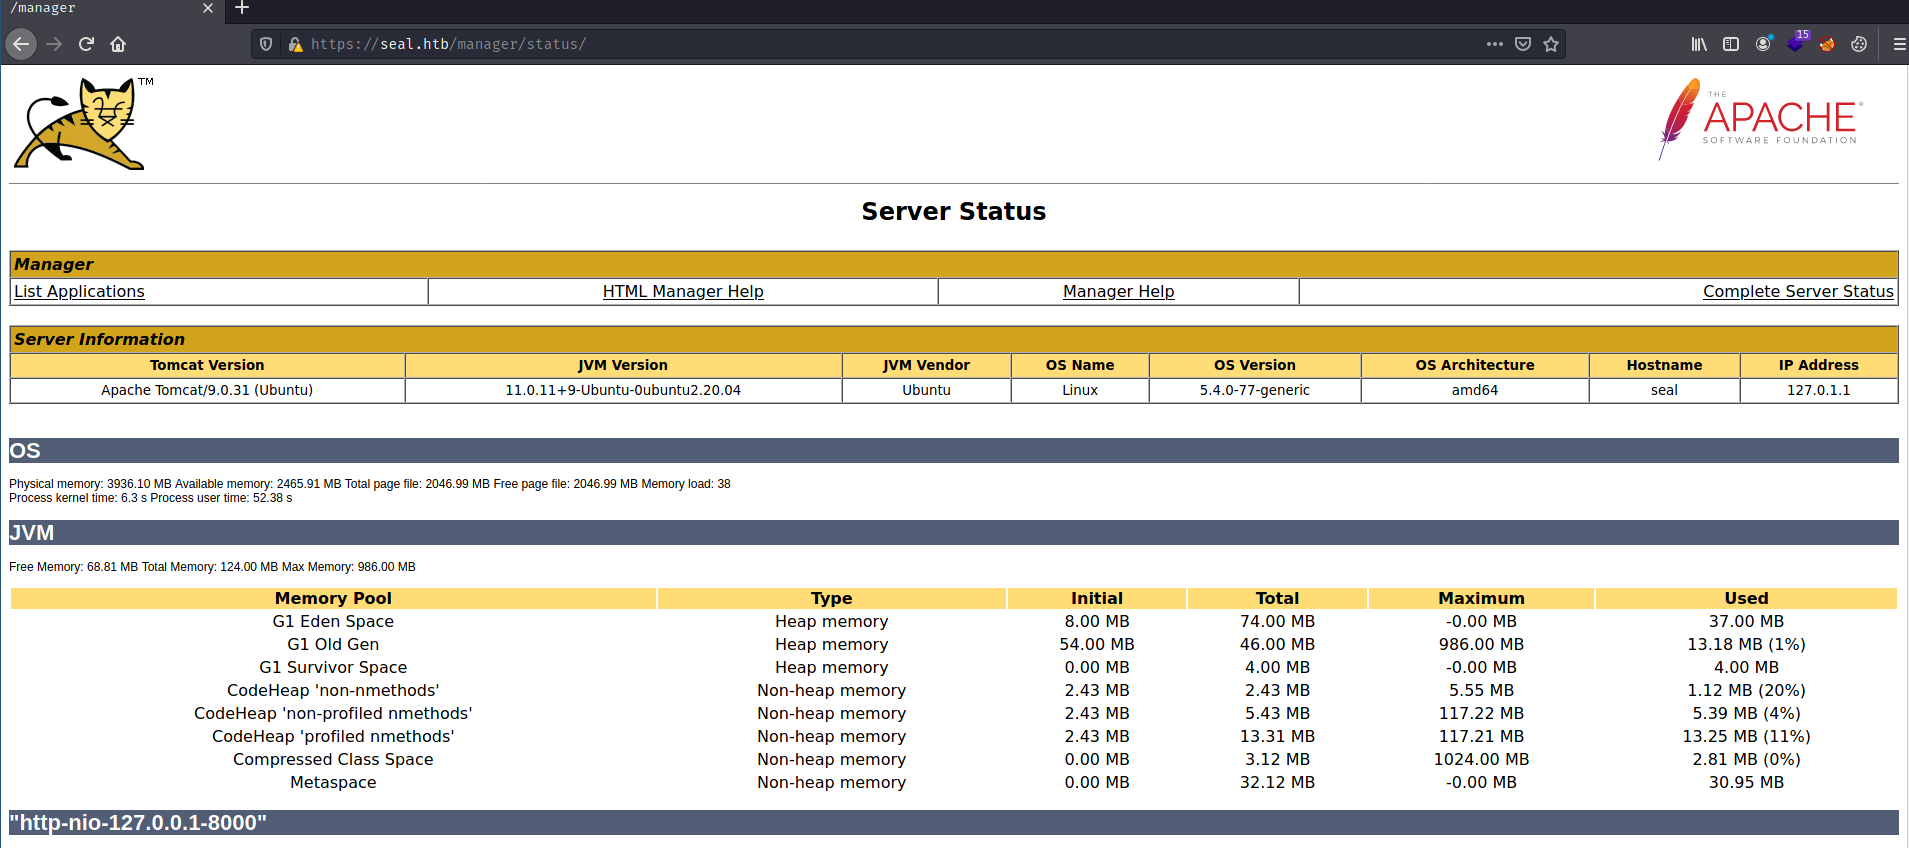 /manager
https://seal.htb/manager/status/
15
TM
THE
APACHE®
SOFTWARE FOUNDATION
Server Status
Manager
List Applications HTML Manager Help Manager Help Complete Server Status
Server Information
Tomcat Version JVM Version JVM Vendor OS Name OS Version OS Architecture Hostname IP Address
Apache Tomcat/9.0.31 (Ubuntu) 11.0.11+9-Ubuntu-0ubuntu2.20.04 Ubuntu Linux 5.4.0-77-generic amd64 seal 127.0.1.1
OS
Physical memory: 3936.10 MB Available memory: 2465.91 MB Total page file: 2046.99 MB Free page file: 2046.99 MB Memory load: 38
Process kernel time: 6.3 s Process user time: 52.38 s
JVM
Free Memory: 68.81 MB Total Memory: 124.00 MB Max Memory: 986.00 MB
Memory Pool Type Initial Total Maximum Used
G1 Eden Space Heap memory 8.00 MB 74.00 MB -0.00 MB 37.00 MB
G1 Old Gen Heap memory 54.00 MB 46.00 MB 986.00 MB 13.18 MB (1%)
G1 Survivor Space Heap memory 0.00 MB 4.00 MB -0.00 MB 4.00 MB
CodeHeap 'non-nmethods' Non-heap memory 2.43 MB 2.43 MB 5.55 MB 1.12 MB (20%)
CodeHeap 'non-profiled nmethods' Non-heap memory 2.43 MB 5.43 MB 117.22 MB 5.39 MB (4%)
CodeHeap 'profiled nmethods' Non-heap memory 2.43 MB 13.31 MB 117.21 MB 13.25 MB (11%)
Compressed Class Space Non-heap memory 0.00 MB 3.12 MB 1024.00 MB 2.81 MB (0%)
Metaspace Non-heap memory 0.00 MB 32.12 MB -0.00 MB 30.95 MB
"http-nio-127.0.0.1-8000"